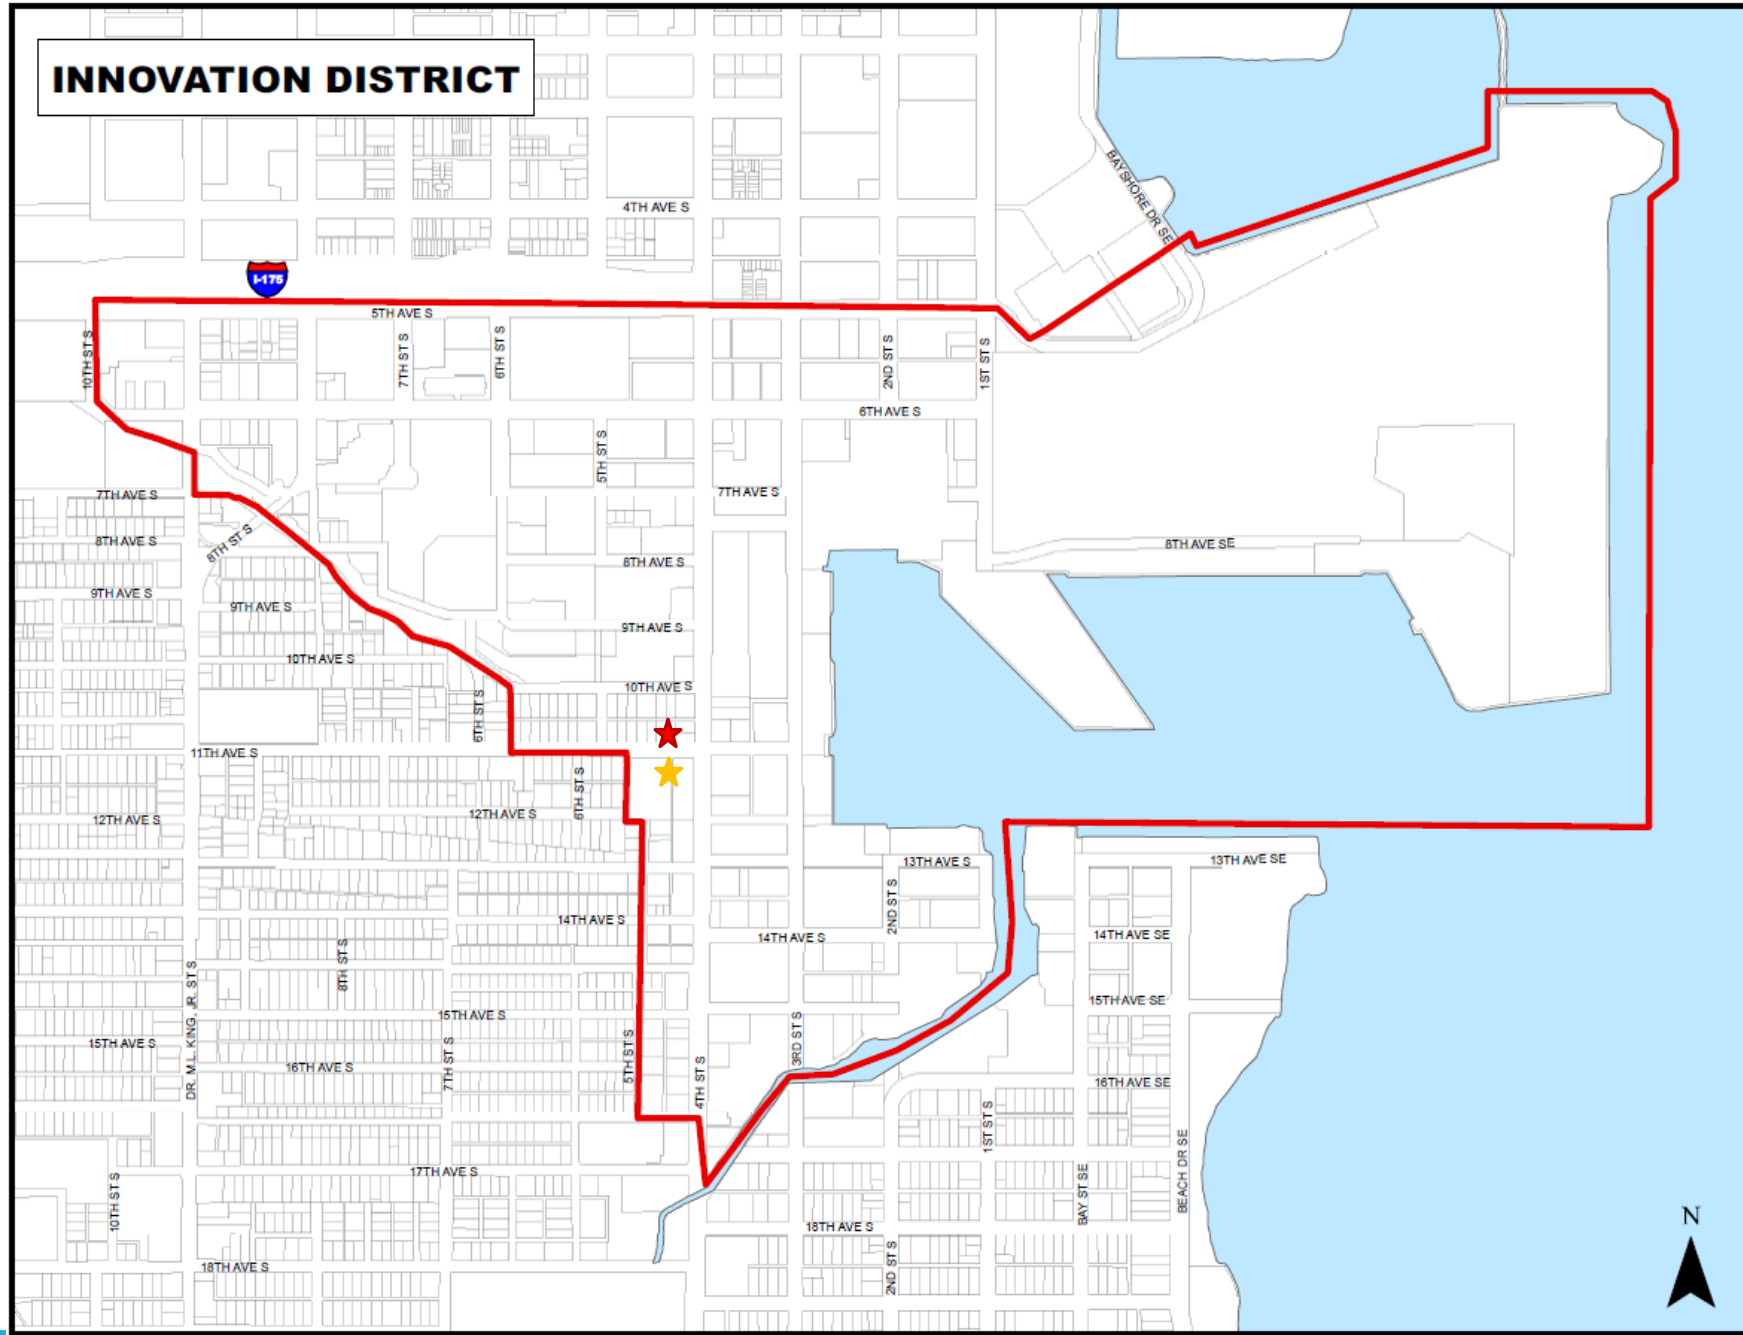 INNOVATION DISTRICT
BAYSHORE DR SE
4TH AVE S
I-175
5TH AVE S
10TH ST S
7TH ST S
6TH ST S
2ND ST S
1ST ST S
6TH AVE S
5TH ST S
7TH AVE S
7TH AVE S
8TH ST S
8TH AVE S
8TH AVE SE
8TH AVE S
9TH AVE S
9TH AVE S
9TH AVE S
10TH AVE S
10TH AVE S
6TH ST S
11TH AVE S
6TH ST S
12TH AVE S
12TH AVE S
13TH AVE S
13TH AVE SE
2ND ST S
14TH AVE S
14TH AVE S
14TH AVE SE
8TH ST S
DR. M.L. KING, JR. ST S
15TH AVE SE
15TH AVE S
15TH AVE S
3RD ST S
5TH ST S
7TH ST S
16TH AVE S
4TH ST S
16TH AVE SE
1ST ST S
17TH AVE S
10TH ST S
BAY ST SE
BEACH DR SE
18TH AVE S
2ND ST S
18TH AVE S
N